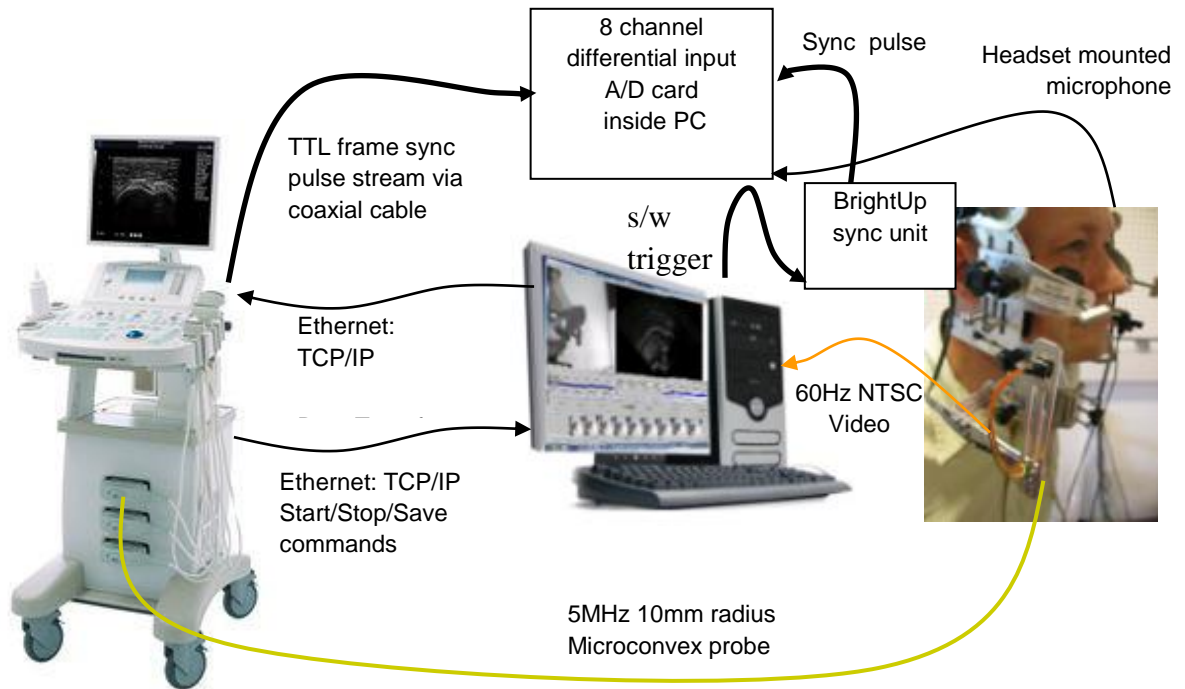 8 channel
differential input
A/D card
inside PC
Sync pulse
Headset mounted
microphone
TTL frame sync
pulse stream via
coaxial cable
s/w
trigger
BrightUp
sync unit
Ethernet:
TCP/IP
60Hz NTSC
Video
Ethernet: TCP/IP
Start/Stop/Save
commands
5MHz 10mm radius
Microconvex probe